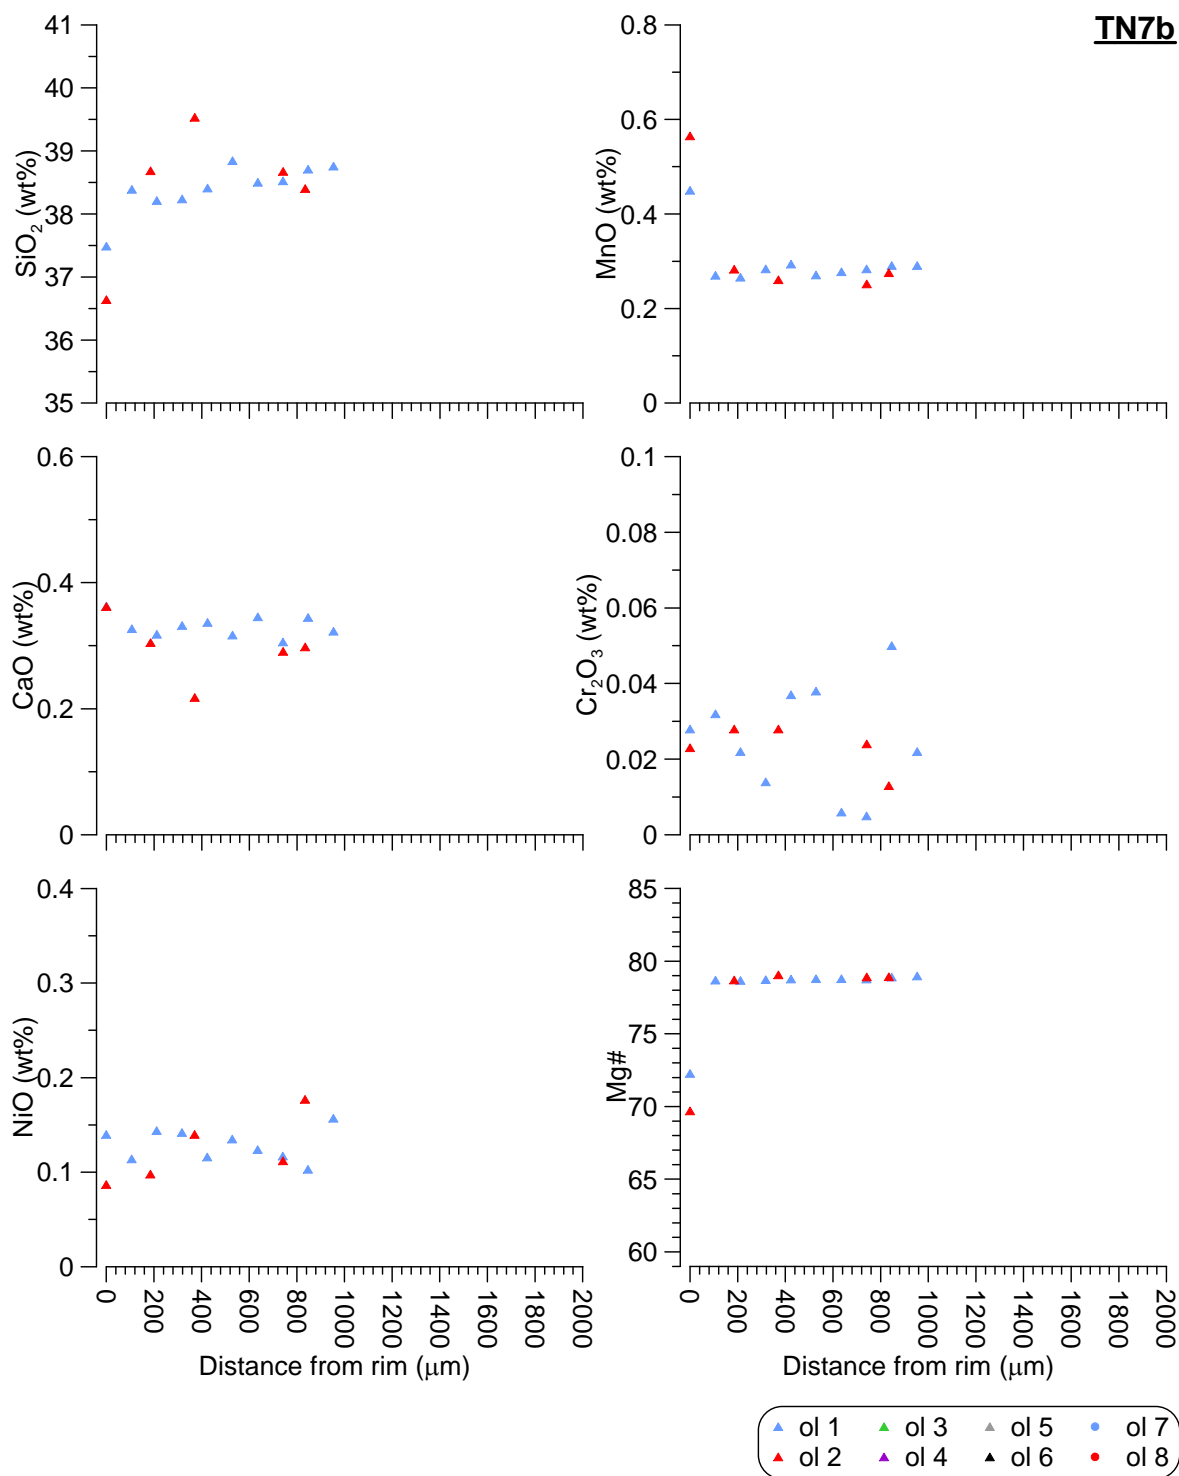 TN7b
41
40
39
38
37
36
35
SiO2 (wt%)
0.8
0.6
0.4
0.2
0
MnO (wt%)
0.6
0.4
0.2
0
CaO (wt%)
0.1
0.08
0.06
0.04
0.02
0
Cr2O3 (wt%)
0.4
0.3
0.2
0.1
0
NiO (wt%)
0 200 400 600 800 1000 1200 1400 1600 1800 2000
Distance from rim (μm)
85
80
75
70
65
60
Mg#
0 200 400 600 800 1000 1200 1400 1600 1800 2000
Distance from rim (μm)
ol 1 ol 3 ol 5 ol 7
ol 2 ol 4 ol 6 ol 8